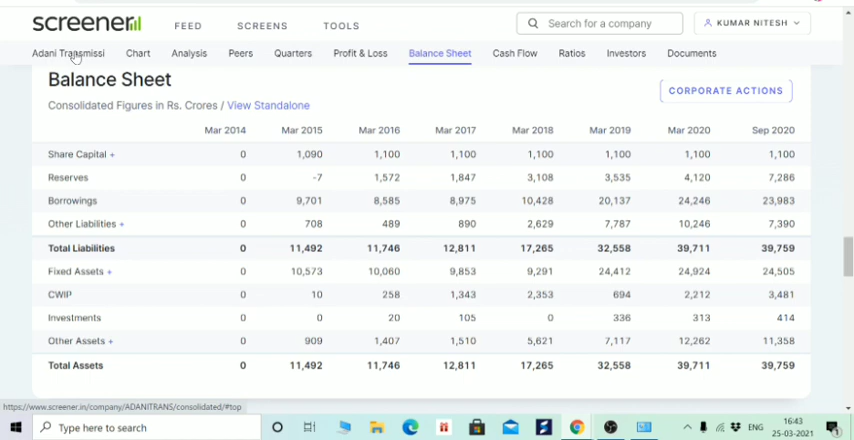 screener FEED SCREENS TOOLS Search for a company KUMAR NITESH
Adani Transmissi Chart Analysis Peers Quarters Profit & Loss Balance Sheet Cash Flow Ratios Investors Documents
Balance Sheet
Consolidated Figures in Rs. Crores / View Standalone
CORPORATE ACTIONS
Mar 2014 Mar 2015 Mar 2016 Mar 2017 Mar 2018 Mar 2019 Mar 2020 Sep 2020
Share Capital + 0 1,090 1,100 1,100 1,100 1,100 1,100 1,100
Reserves 0 -7 1,572 1,847 3,108 3,535 4,120 7,286
Borrowings 0 9,701 8,585 8,975 10,428 20,137 24,246 23,983
Other Liabilities + 0 708 489 890 2,629 7,787 10,246 7,390
Total Liabilities 0 11,492 11,746 12,811 17,265 32,558 39,711 39,759
Fixed Assets + 0 10,573 10,060 9,853 9,291 24,412 24,924 24,505
CWIP 0 10 258 1,343 2,353 694 2,212 3,481
Investments 0 0 20 105 0 336 313 414
Other Assets + 0 909 1,407 1,510 5,621 7,117 12,262 11,358
Total Assets 0 11,492 11,746 12,811 17,265 32,558 39,711 39,759
https://www.screener.in/company/ADANITRANS/consolidated/#top
Type here to search ENG 16:43
25-03-2021